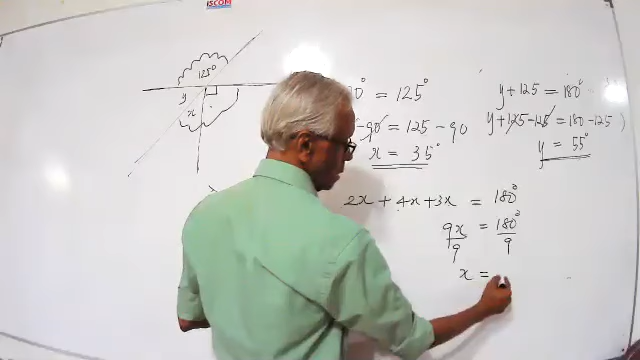 ISCOM
125°
y
x
0° = 125°
-90 = 125 - 90
x = 35°
y + 125 = 180°
y + 125 - 125 = 180 - 125
y = 55°
2x + 4x + 3x = 180°
9x/9 = 180°/9
x =